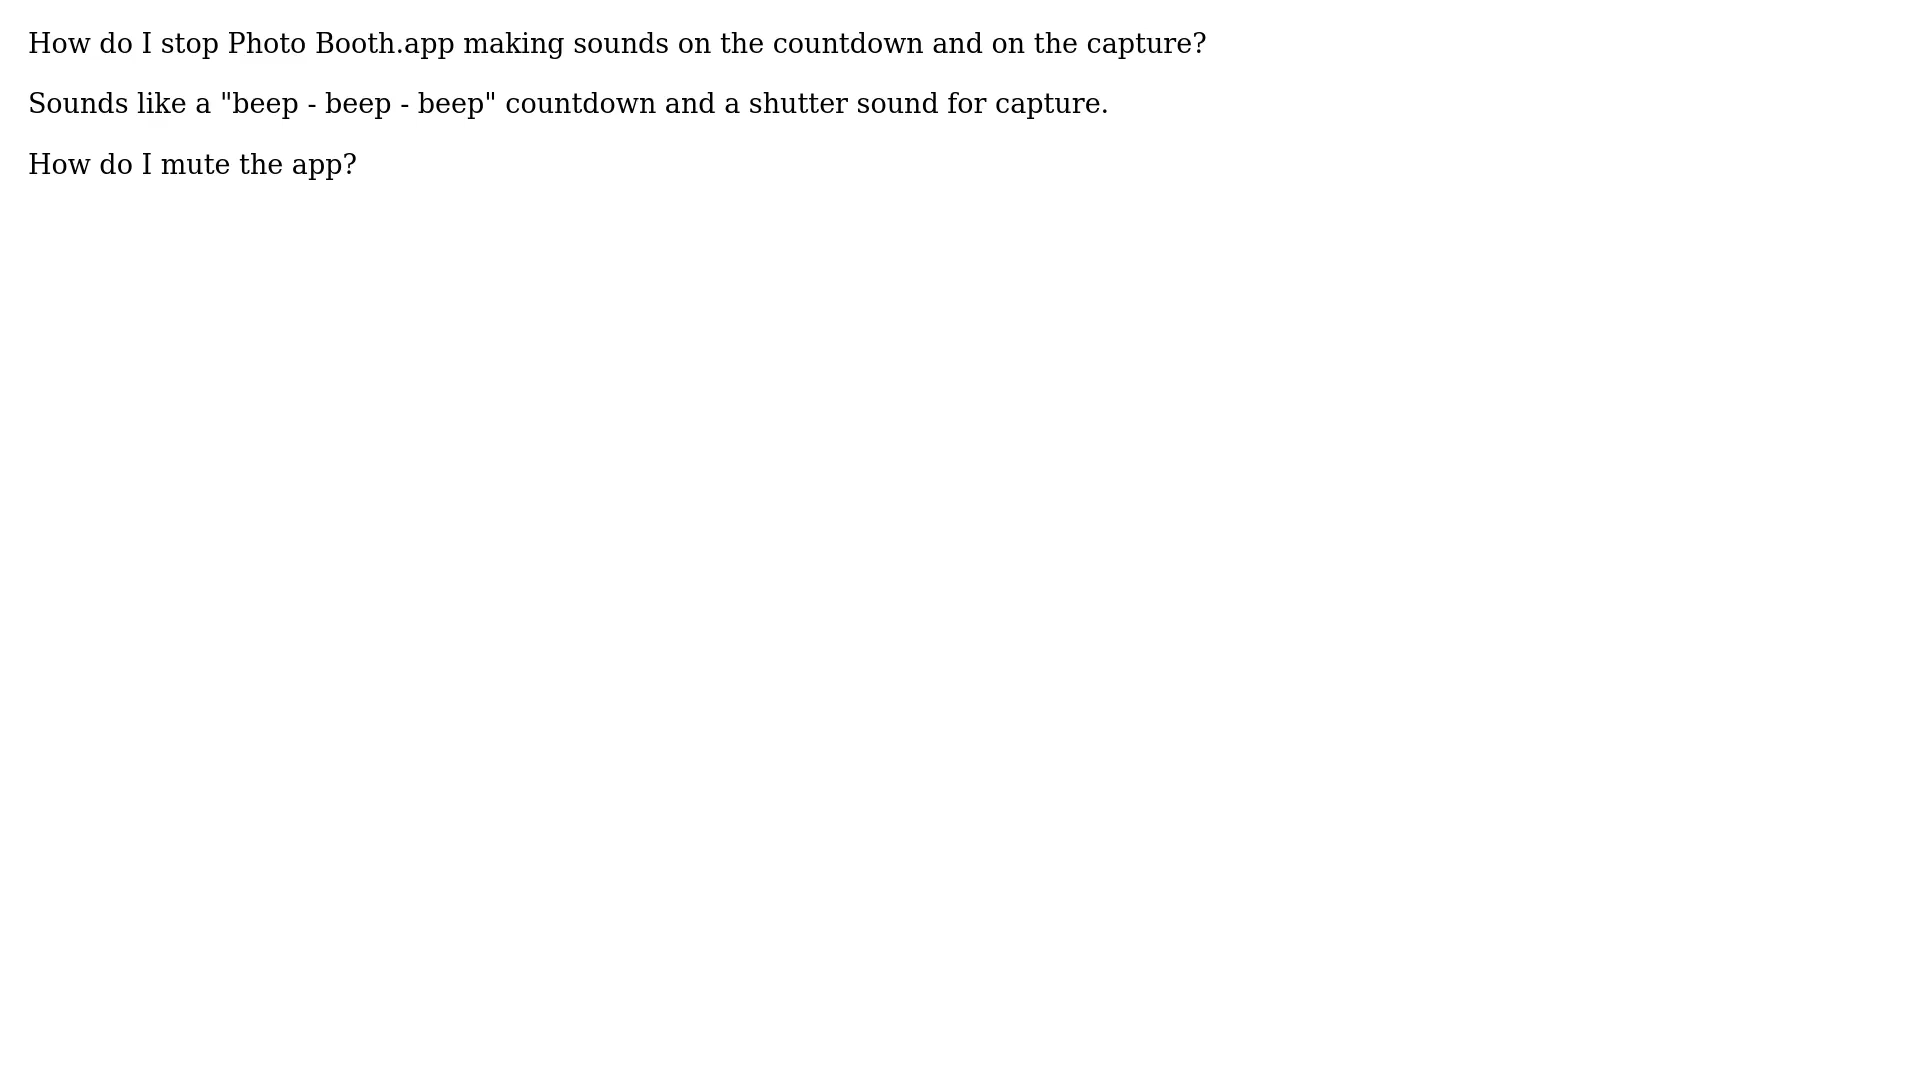 How do I stop Photo Booth.app making sounds on the countdown and on the capture?
Sounds like a "beep - beep - beep" countdown and a shutter sound for capture.
How do I mute the app?